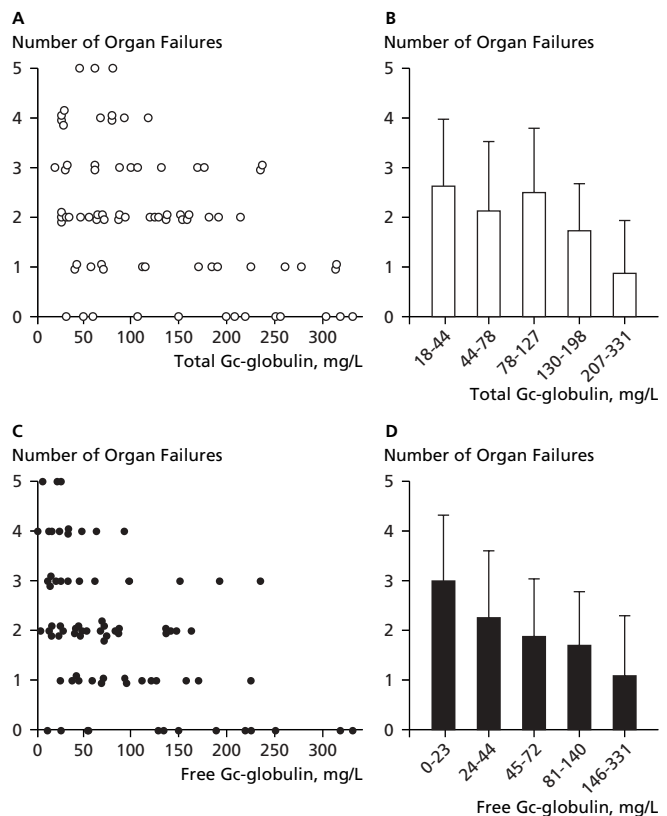 A
Number of Organ Failures
5
4
3
2
1
0
0 50 100 150 200 250 300
Total Gc-globulin, mg/L
B
Number of Organ Failures
5
4
3
2
1
0
18-44 44-78 78-127 130-198 207-331
Total Gc-globulin, mg/L
C
Number of Organ Failures
5
4
3
2
1
0
0 50 100 150 200 250 300
Free Gc-globulin, mg/L
D
Number of Organ Failures
5
4
3
2
1
0
0-23 24-44 45-72 81-140 146-331
Free Gc-globulin, mg/L